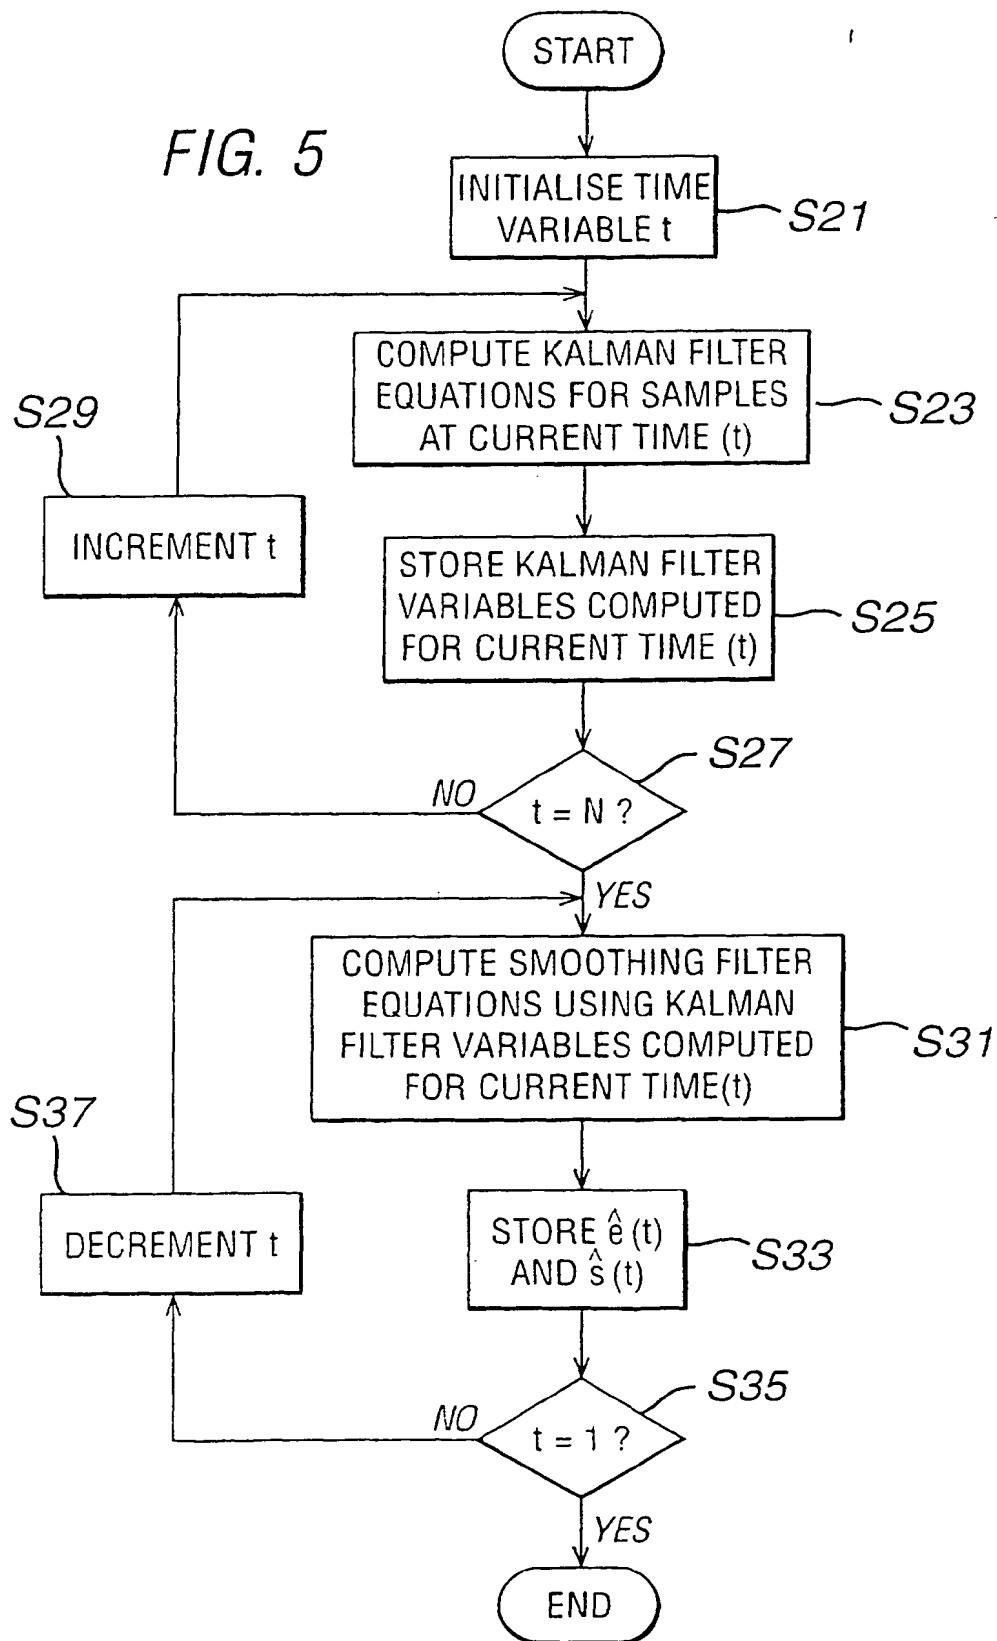 START
FIG. 5
INITIALISE TIME
VARIABLE t
S21
COMPUTE KALMAN FILTER
EQUATIONS FOR SAMPLES
AT CURRENT TIME (t)
S23
S29
INCREMENT t
STORE KALMAN FILTER
VARIABLES COMPUTED
FOR CURRENT TIME (t)
S25
S27
NO
t = N ?
YES
COMPUTE SMOOTHING FILTER
EQUATIONS USING KALMAN
FILTER VARIABLES COMPUTED
FOR CURRENT TIME(t)
S31
S37
DECREMENT t
STORE ê (t)
AND ŝ (t)
S33
S35
NO
t = 1 ?
YES
END